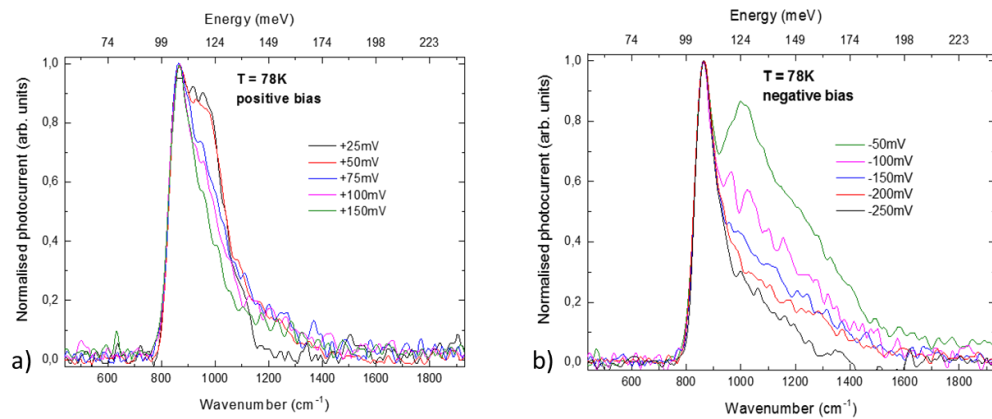 Energy (meV)
74 99 124 149 174 198 223
1,0
0,8
0,6
0,4
0,2
0,0
Normalised photocurrent (arb. units)
T = 78K
positive bias
+25mV
+50mV
+75mV
+100mV
+150mV
600 800 1000 1200 1400 1600 1800
Wavenumber (cm⁻¹)
a)
Energy (meV)
74 99 124 149 174 198 223
1,0
0,8
0,6
0,4
0,2
0,0
Normalised photocurrent (arb. units)
T = 78K
negative bias
-50mV
-100mV
-150mV
-200mV
-250mV
600 800 1000 1200 1400 1600 1800
Wavenumber (cm⁻¹)
b)